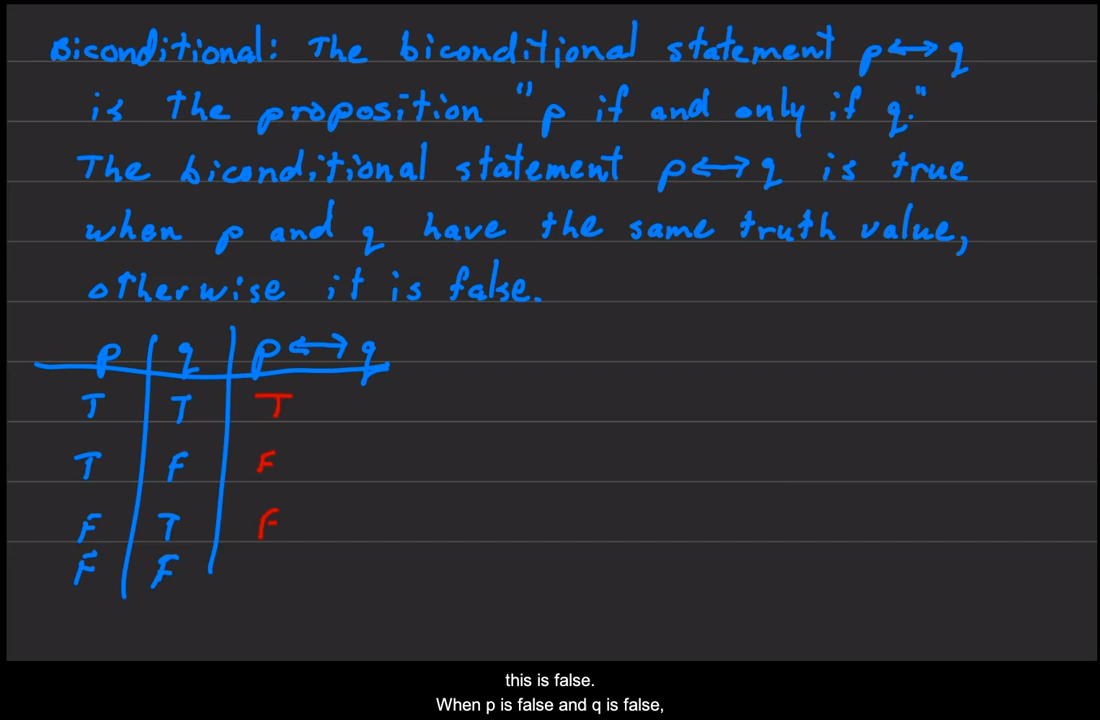 Biconditional: The biconditional statement p↔q
is the proposition "p if and only if q."
The biconditional statement p↔q is true
when p and q have the same truth value,
otherwise it is false.
p q p↔q
T T T
T F F
F T F
F F
this is false.
When p is false and q is false,